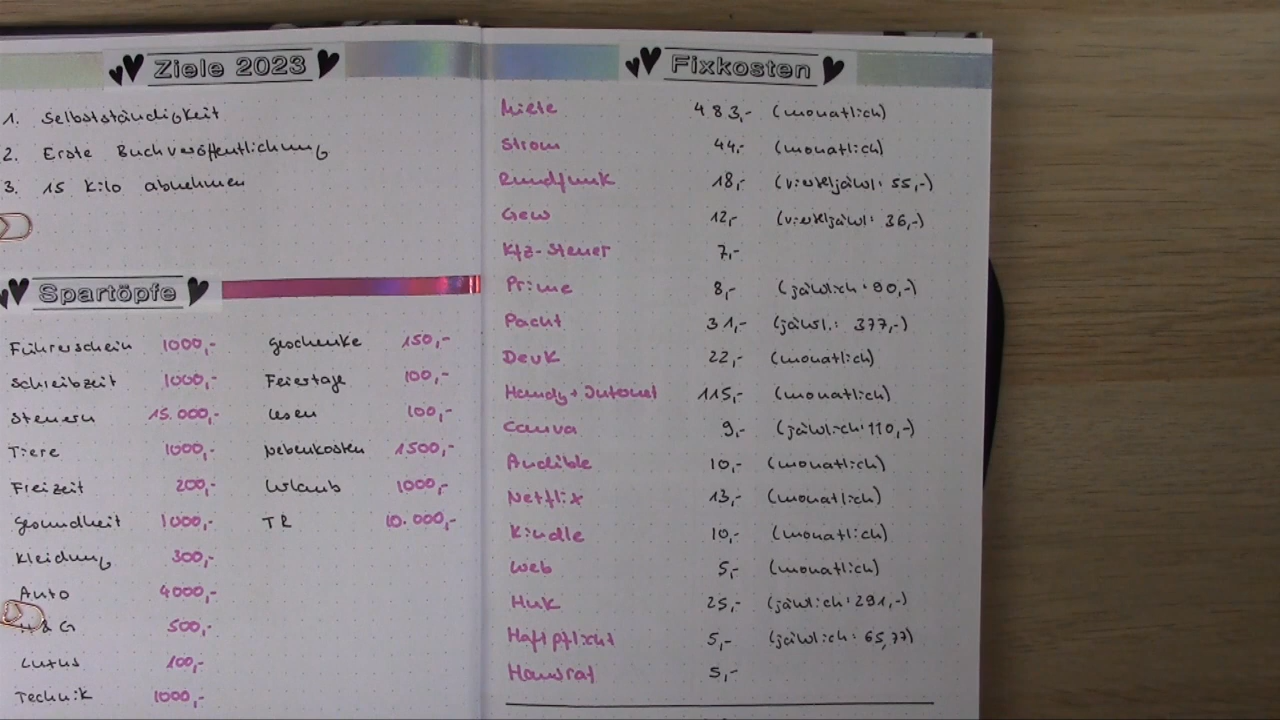 Ziele 2023
1. Selbstständigkeit
2. Erste Buchveröffentlichung
3. 15 Kilo abnehmen
Spartöpfe
Führerschein 1000,- Geschenke 150,-
Schreibzeit 1000,- Feiertage 100,-
Steuern 15.000,- Lesen 100,-
Tiere 1000,- Nebenkosten 1500,-
Freizeit 200,- Urlaub 1000,-
Gesundheit 1000,- TR 10.000,-
Kleidung 300,-
Auto 4000,-
& G 500,-
Luxus 100,-
Technik 1000,-
Fixkosten
Miete 483,- (monatlich)
Strom 44,- (monatlich)
Rundfunk 18,- (vierteljährl: 55,-)
Gew 12,- (vierteljährl: 36,-)
Kfz-Steuer 7,-
Prime 8,- (jährlich: 90,-)
Pacht 31,- (jährl.: 377,-)
Devk 22,- (monatlich)
Handy + Internet 115,- (monatlich)
Canva 9,- (jährlich: 110,-)
Audible 10,- (monatlich)
Netflix 13,- (monatlich)
Kindle 10,- (monatlich)
Web 5,- (monatlich)
Huk 25,- (jährlich: 291,-)
Haftpflicht 5,- (jährlich: 65,77)
Hausrat 5,-